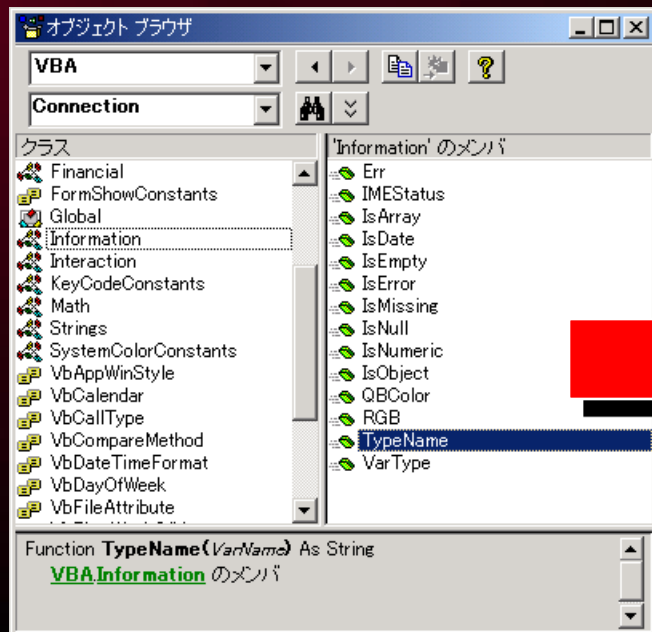 オブジェクト ブラウザ
VBA
Connection
クラス
Financial
FormShowConstants
Global
Information
Interaction
KeyCodeConstants
Math
Strings
SystemColorConstants
VbAppWinStyle
VbCalendar
VbCallType
VbCompareMethod
VbDateTimeFormat
VbDayOfWeek
VbFileAttribute
'Information' のメンバ
Err
IMEStatus
IsArray
IsDate
IsEmpty
IsError
IsMissing
IsNull
IsNumeric
IsObject
QBColor
RGB
TypeName
VarType
Function TypeName(VarName) As String
VBA.Information のメンバ